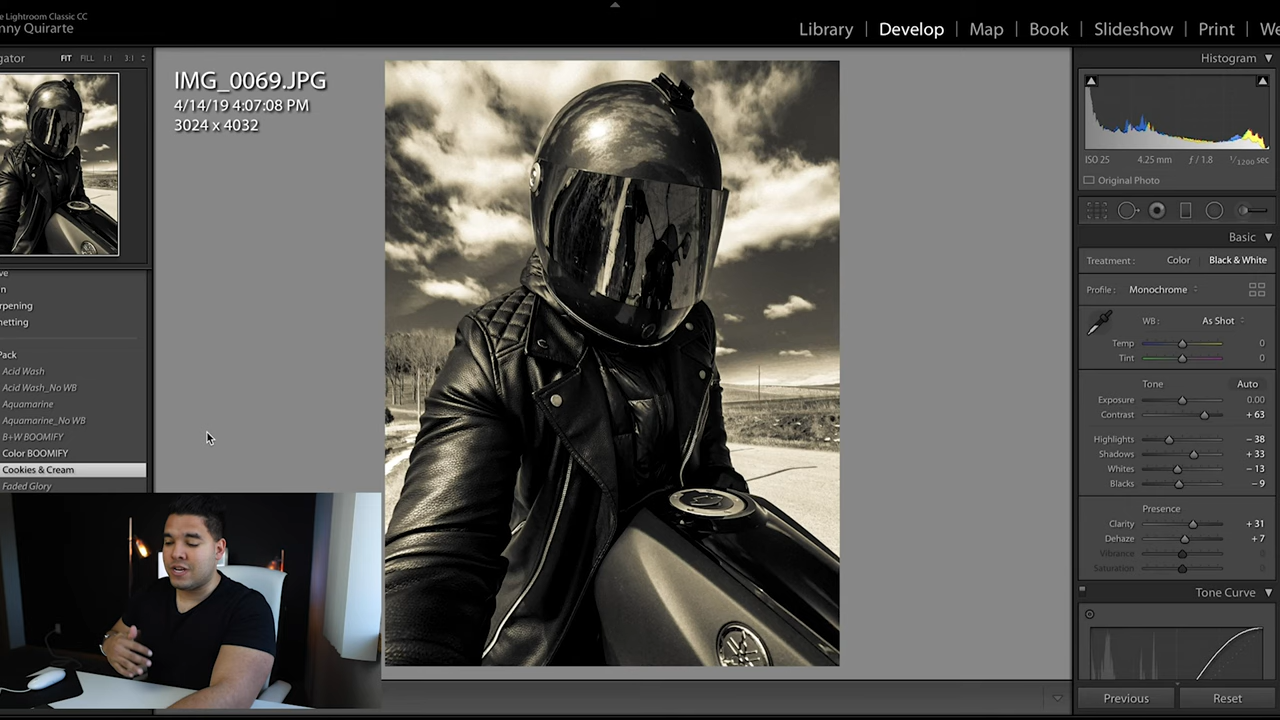 e Lightroom Classic CC
nny Quirarte
Library | Develop | Map | Book | Slideshow | Print | We
gator FIT FILL 1:1 3:1
IMG_0069.JPG
4/14/19 4:07:08 PM
3024 x 4032
ve
n
rpening
netting
Pack
Acid Wash
Acid Wash_No WB
Aquamarine
Aquamarine_No WB
B+W BOOMIFY
Color BOOMIFY
Cookies & Cream
Faded Glory
Histogram
ISO 25 4.25 mm ƒ / 1.8 1/1200 sec
Original Photo
Basic
Treatment : Color Black & White
Profile : Monochrome
WB : As Shot
Temp 0
Tint 0
Tone Auto
Exposure 0.00
Contrast + 63
Highlights − 38
Shadows + 33
Whites − 13
Blacks − 9
Presence
Clarity + 31
Dehaze + 7
Vibrance 0
Saturation 0
Tone Curve
Previous Reset